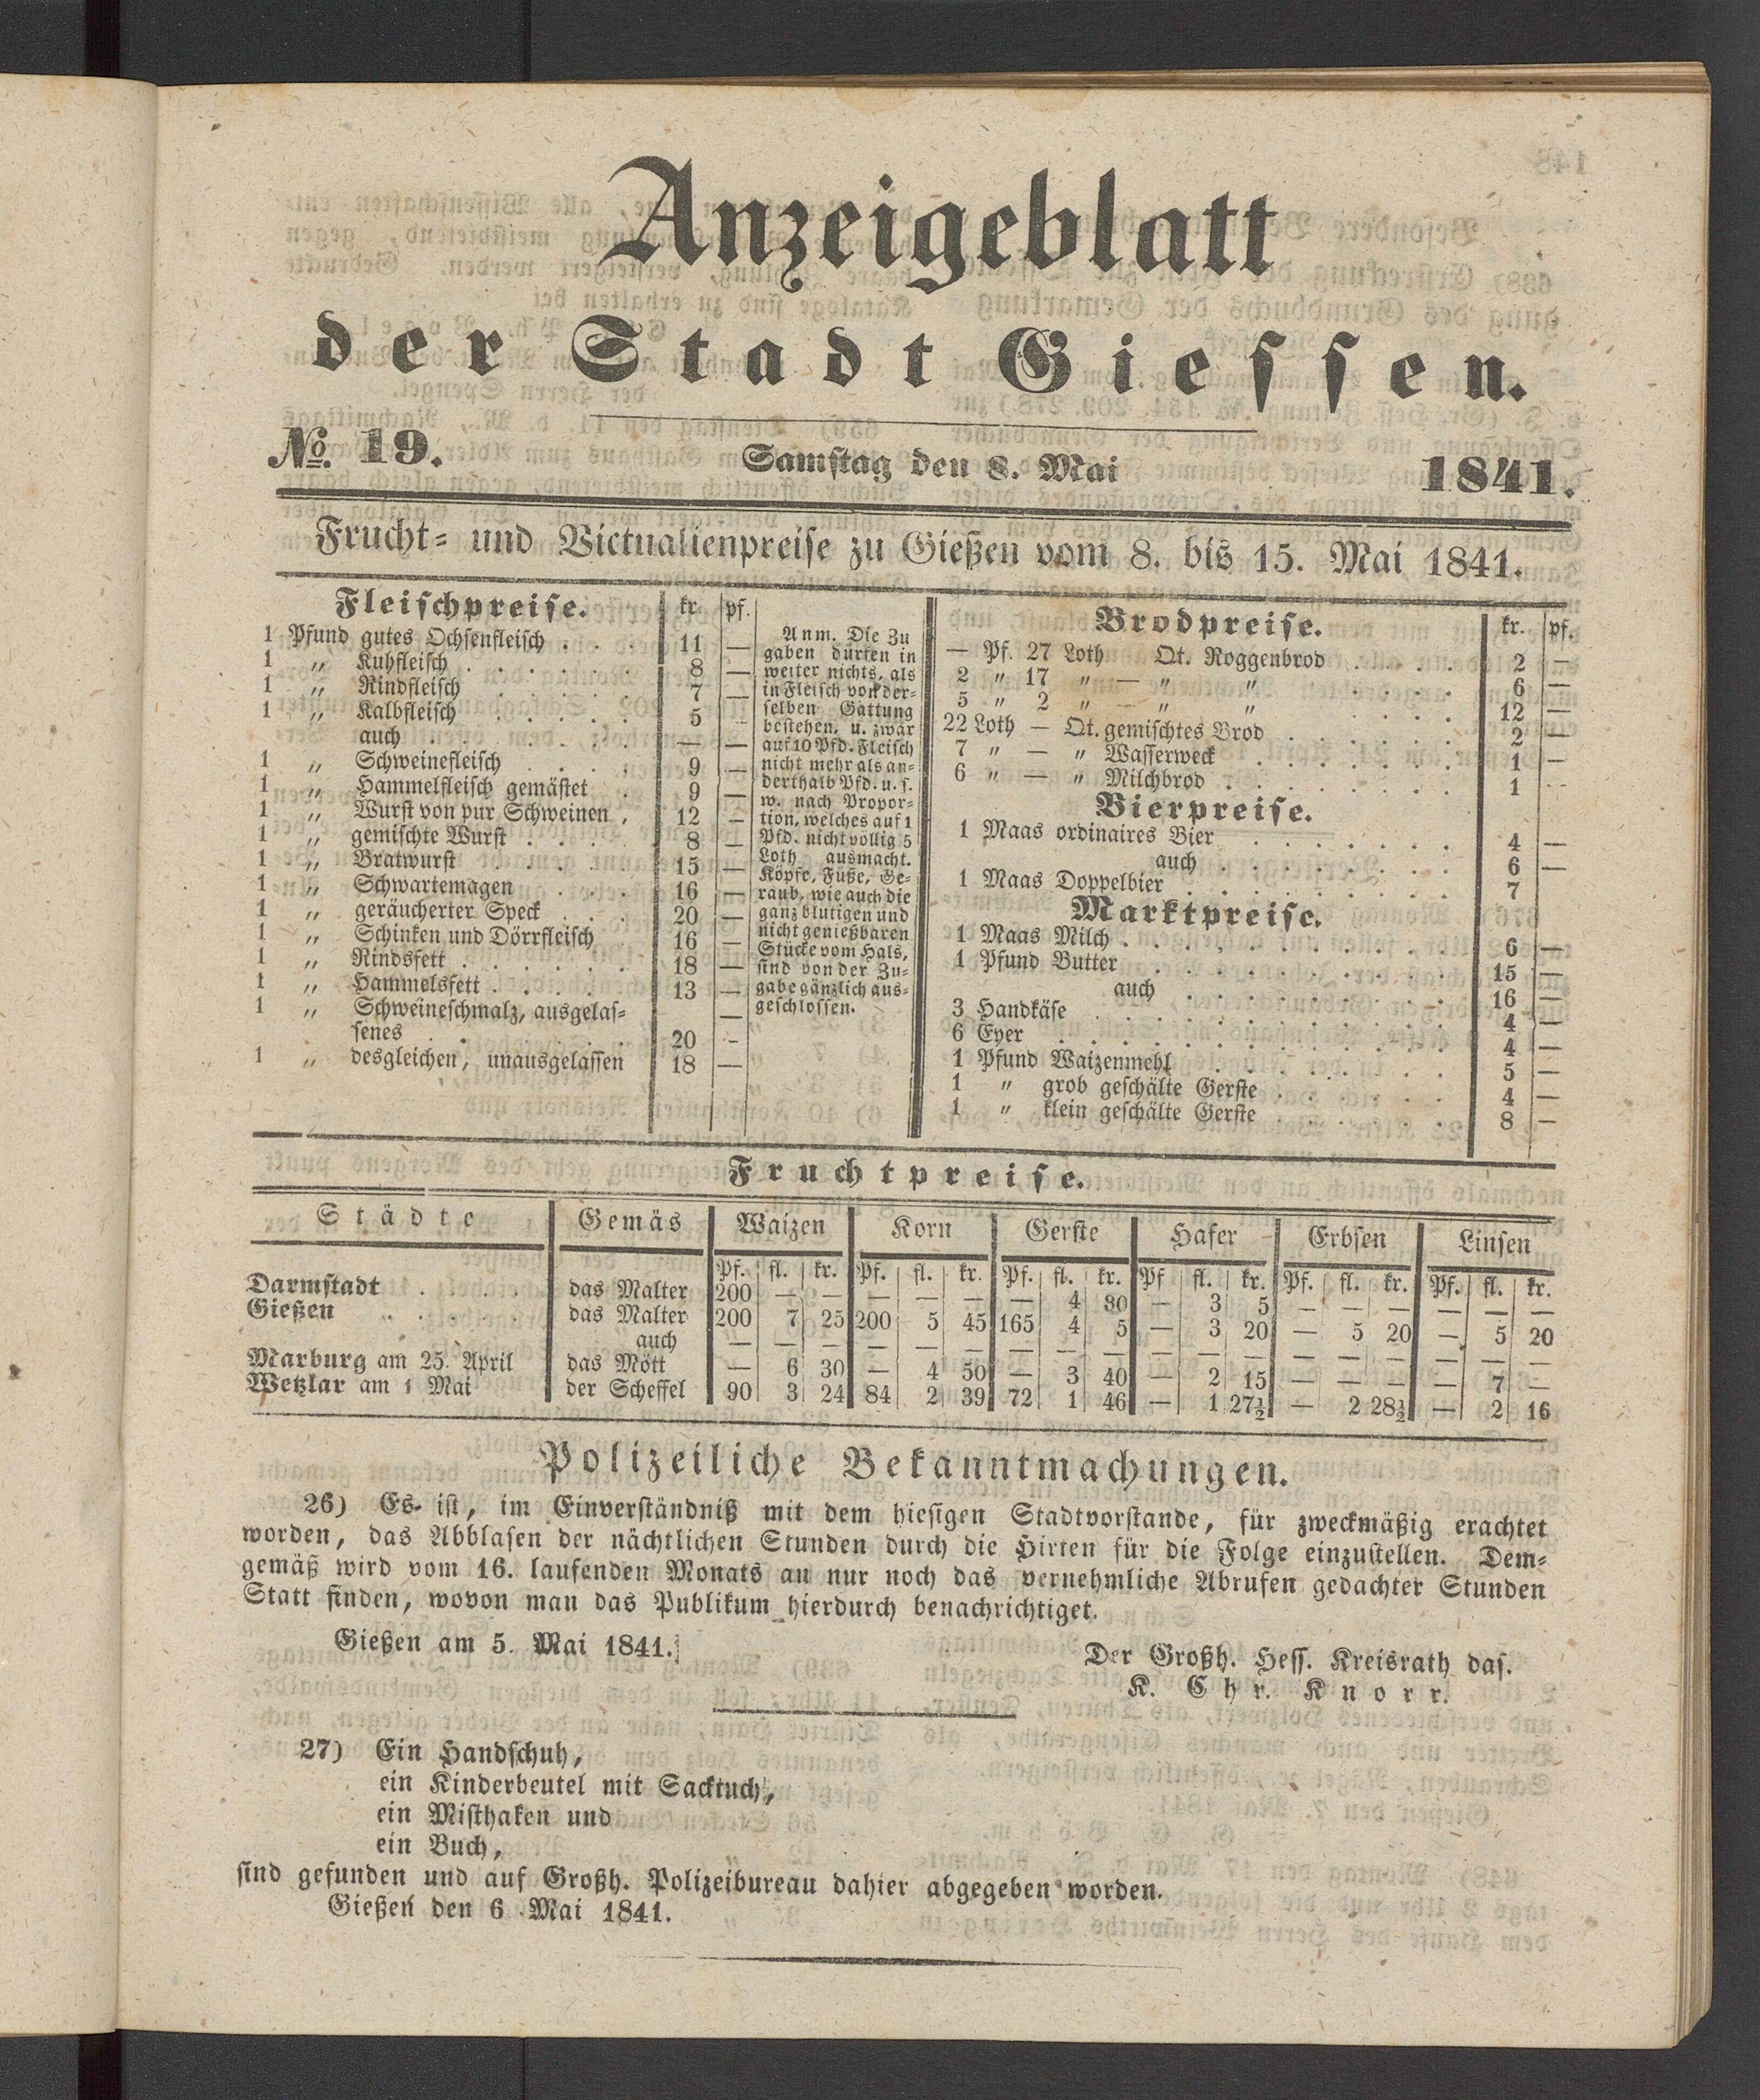 Anzeigeblatt
der Stadt Giessen.
No. 19. Samstag den 8. Mai 1841.
Frucht- und Victualienpreise zu Gießen vom 8. bis 15. Mai 1841.
Fleischpreise. kr. pf.
1 Pfund gutes Ochsenfleisch . . . 11 —
1 „ Kuhfleisch . . . . . . 8 —
1 „ Rindfleisch . . . . . 7 —
1 „ Kalbfleisch . . . . . 5 —
auch . . . . . . — —
1 „ Schweinefleisch . . . . 9 —
1 „ Hammelfleisch gemästet . 9 —
1 „ Wurst von pur Schweinen . 12 —
1 „ gemischte Wurst . . . . 8 —
1 „ Bratwurst . . . . . 15 —
1 „ Schwartemagen . . . 16 —
1 „ geräucherter Speck . . . 20 —
1 „ Schinken und Dörrfleisch . 16 —
1 „ Rindsfett . . . . . . 18 —
1 „ Hammelsfett . . . . . 13 —
1 „ Schweineschmalz, ausgelas- —
senes . . . . . . . 20 -
1 „ desgleichen, unausgelassen 18 —
Anm. Die Zu
gaben dürfen in
weiter nichts, als
in Fleisch von der-
selben Gattung
bestehen, u. zwar
auf 10 Pfd. Fleisch
nicht mehr als an-
derthalb Pfd. u. s.
w. nach Propor-
tion, welches auf 1
Pfd. nicht völlig 5
Loth ausmacht.
Köpfe, Füße, Ge-
raub, wie auch die
ganz blutigen und
nicht genießbaren
Stücke vom Hals,
sind von der Zu-
gabe gänzlich aus-
geschlossen.
Brodpreise. kr. pf.
— Pf. 27 Loth Qt. Roggenbrod . . . . 2 —
2 „ 17 „ — „ „ . . . . 6 —
5 „ 2 „ — „ „ . . . . 12 —
22 Loth — Qt. gemischtes Brod . . . . . . 2 —
7 „ — „ Wasserweck . . . . . . . 1 —
6 „ — „ Milchbrod . . . . . . . . 1
Bierpreise.
1 Maas ordinaires Bier . . . . . . . 4 —
auch . . . . . . . . 6 —
1 Maas Doppelbier . . . . . . . . . 7
Marktpreise.
1 Maas Milch . . . . . . . . . . . 6 —
1 Pfund Butter . . . . . . . . . . 15 —
auch . . . . . . . . . 16 —
3 Handkäse . . . . . . . . . . . . 4 —
6 Eyer . . . . . . . . . . . . . 4 —
1 Pfund Waizenmehl . . . . . . . . 5 —
1 „ grob geschälte Gerste . . . . . . 4 —
1 „ klein geschälte Gerste . . . . . . 8 —
Fruchtpreise.
Städte Gemäs Waizen Korn Gerste Hafer Erbsen Linsen
Pf. fl. kr. Pf. fl. kr. Pf. fl. kr. Pf fl. kr. Pf. fl. kr. Pf. fl. kr.
Darmstadt . . . . . das Malter 200 — — — — — — 4 30 — 3 5 — — — — — —
Gießen . . . . . das Malter 200 7 25 200 5 45 165 4 5 — 3 20 — 5 20 — 5 20
auch — — — — — — — — — — — — — — — — — —
Marburg am 25. April das Mött — 6 30 — 4 50 — 3 40 — 2 15 — — — — 7 —
Wetzlar am 1 Mai der Scheffel 90 3 24 84 2 39 72 1 46 — 1 27½ — 2 28½ — 2 16
Polizeiliche Bekanntmachungen.
26) Es ist, im Einverständniß mit dem hiesigen Stadtvorstande, für zweckmäßig erachtet
worden, das Abblasen der nächtlichen Stunden durch die Hirten für die Folge einzustellen. Dem-
gemäß wird vom 16. laufenden Monats an nur noch das vernehmliche Abrufen gedachter Stunden
Statt finden, wovon man das Publikum hierdurch benachrichtiget.
Gießen am 5. Mai 1841.
Der Großh. Hess. Kreisrath das.
K. Chr. Knorr.
27) Ein Handschuh,
ein Kinderbeutel mit Sacktuch,
ein Misthaken und
ein Buch,
sind gefunden und auf Großh. Polizeibureau dahier abgegeben worden.
Gießen den 6 Mai 1841.